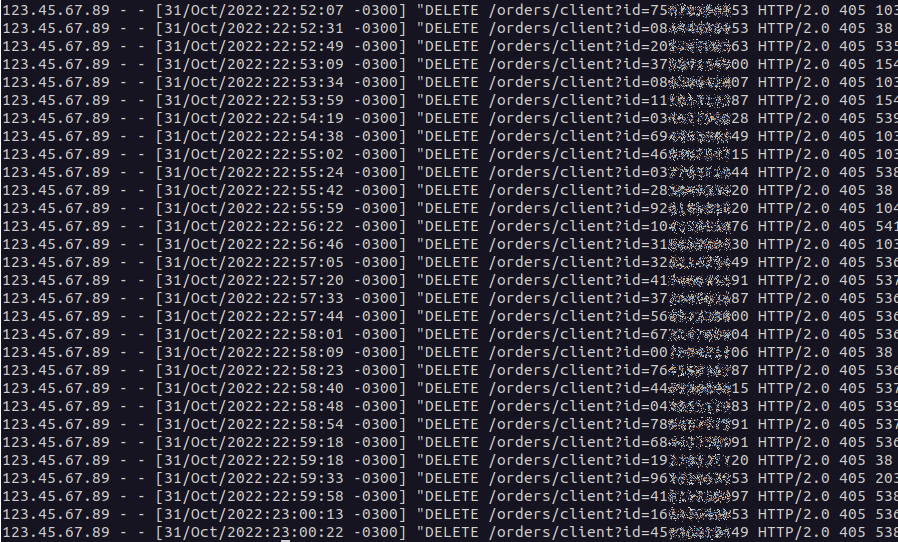 123.45.67.89 - - [31/Oct/2022:22:52:07 -0300] "DELETE /orders/client?id=75 53 HTTP/2.0 405 103
123.45.67.89 - - [31/Oct/2022:22:52:31 -0300] "DELETE /orders/client?id=08 53 HTTP/2.0 405 38
123.45.67.89 - - [31/Oct/2022:22:52:49 -0300] "DELETE /orders/client?id=20 63 HTTP/2.0 405 535
123.45.67.89 - - [31/Oct/2022:22:53:09 -0300] "DELETE /orders/client?id=37 00 HTTP/2.0 405 154
123.45.67.89 - - [31/Oct/2022:22:53:34 -0300] "DELETE /orders/client?id=08 07 HTTP/2.0 405 103
123.45.67.89 - - [31/Oct/2022:22:53:59 -0300] "DELETE /orders/client?id=11 87 HTTP/2.0 405 154
123.45.67.89 - - [31/Oct/2022:22:54:19 -0300] "DELETE /orders/client?id=03 28 HTTP/2.0 405 539
123.45.67.89 - - [31/Oct/2022:22:54:38 -0300] "DELETE /orders/client?id=69 49 HTTP/2.0 405 103
123.45.67.89 - - [31/Oct/2022:22:55:02 -0300] "DELETE /orders/client?id=46 15 HTTP/2.0 405 103
123.45.67.89 - - [31/Oct/2022:22:55:24 -0300] "DELETE /orders/client?id=03 44 HTTP/2.0 405 538
123.45.67.89 - - [31/Oct/2022:22:55:42 -0300] "DELETE /orders/client?id=28 20 HTTP/2.0 405 38
123.45.67.89 - - [31/Oct/2022:22:55:59 -0300] "DELETE /orders/client?id=92 20 HTTP/2.0 405 104
123.45.67.89 - - [31/Oct/2022:22:56:22 -0300] "DELETE /orders/client?id=10 76 HTTP/2.0 405 541
123.45.67.89 - - [31/Oct/2022:22:56:46 -0300] "DELETE /orders/client?id=31 30 HTTP/2.0 405 103
123.45.67.89 - - [31/Oct/2022:22:57:05 -0300] "DELETE /orders/client?id=32 49 HTTP/2.0 405 536
123.45.67.89 - - [31/Oct/2022:22:57:20 -0300] "DELETE /orders/client?id=41 91 HTTP/2.0 405 537
123.45.67.89 - - [31/Oct/2022:22:57:33 -0300] "DELETE /orders/client?id=37 87 HTTP/2.0 405 536
123.45.67.89 - - [31/Oct/2022:22:57:44 -0300] "DELETE /orders/client?id=56 00 HTTP/2.0 405 536
123.45.67.89 - - [31/Oct/2022:22:58:01 -0300] "DELETE /orders/client?id=67 04 HTTP/2.0 405 536
123.45.67.89 - - [31/Oct/2022:22:58:09 -0300] "DELETE /orders/client?id=00 06 HTTP/2.0 405 38
123.45.67.89 - - [31/Oct/2022:22:58:23 -0300] "DELETE /orders/client?id=76 87 HTTP/2.0 405 536
123.45.67.89 - - [31/Oct/2022:22:58:40 -0300] "DELETE /orders/client?id=44 15 HTTP/2.0 405 537
123.45.67.89 - - [31/Oct/2022:22:58:48 -0300] "DELETE /orders/client?id=04 83 HTTP/2.0 405 539
123.45.67.89 - - [31/Oct/2022:22:58:54 -0300] "DELETE /orders/client?id=78 91 HTTP/2.0 405 537
123.45.67.89 - - [31/Oct/2022:22:59:18 -0300] "DELETE /orders/client?id=68 91 HTTP/2.0 405 536
123.45.67.89 - - [31/Oct/2022:22:59:18 -0300] "DELETE /orders/client?id=19 20 HTTP/2.0 405 38
123.45.67.89 - - [31/Oct/2022:22:59:33 -0300] "DELETE /orders/client?id=96 53 HTTP/2.0 405 203
123.45.67.89 - - [31/Oct/2022:22:59:58 -0300] "DELETE /orders/client?id=41 97 HTTP/2.0 405 538
123.45.67.89 - - [31/Oct/2022:23:00:13 -0300] "DELETE /orders/client?id=16 49 HTTP/2.0 405 538
123.45.67.89 - - [31/Oct/2022:23:00:22 -0300] "DELETE /orders/client?id=45 49 HTTP/2.0 405 538